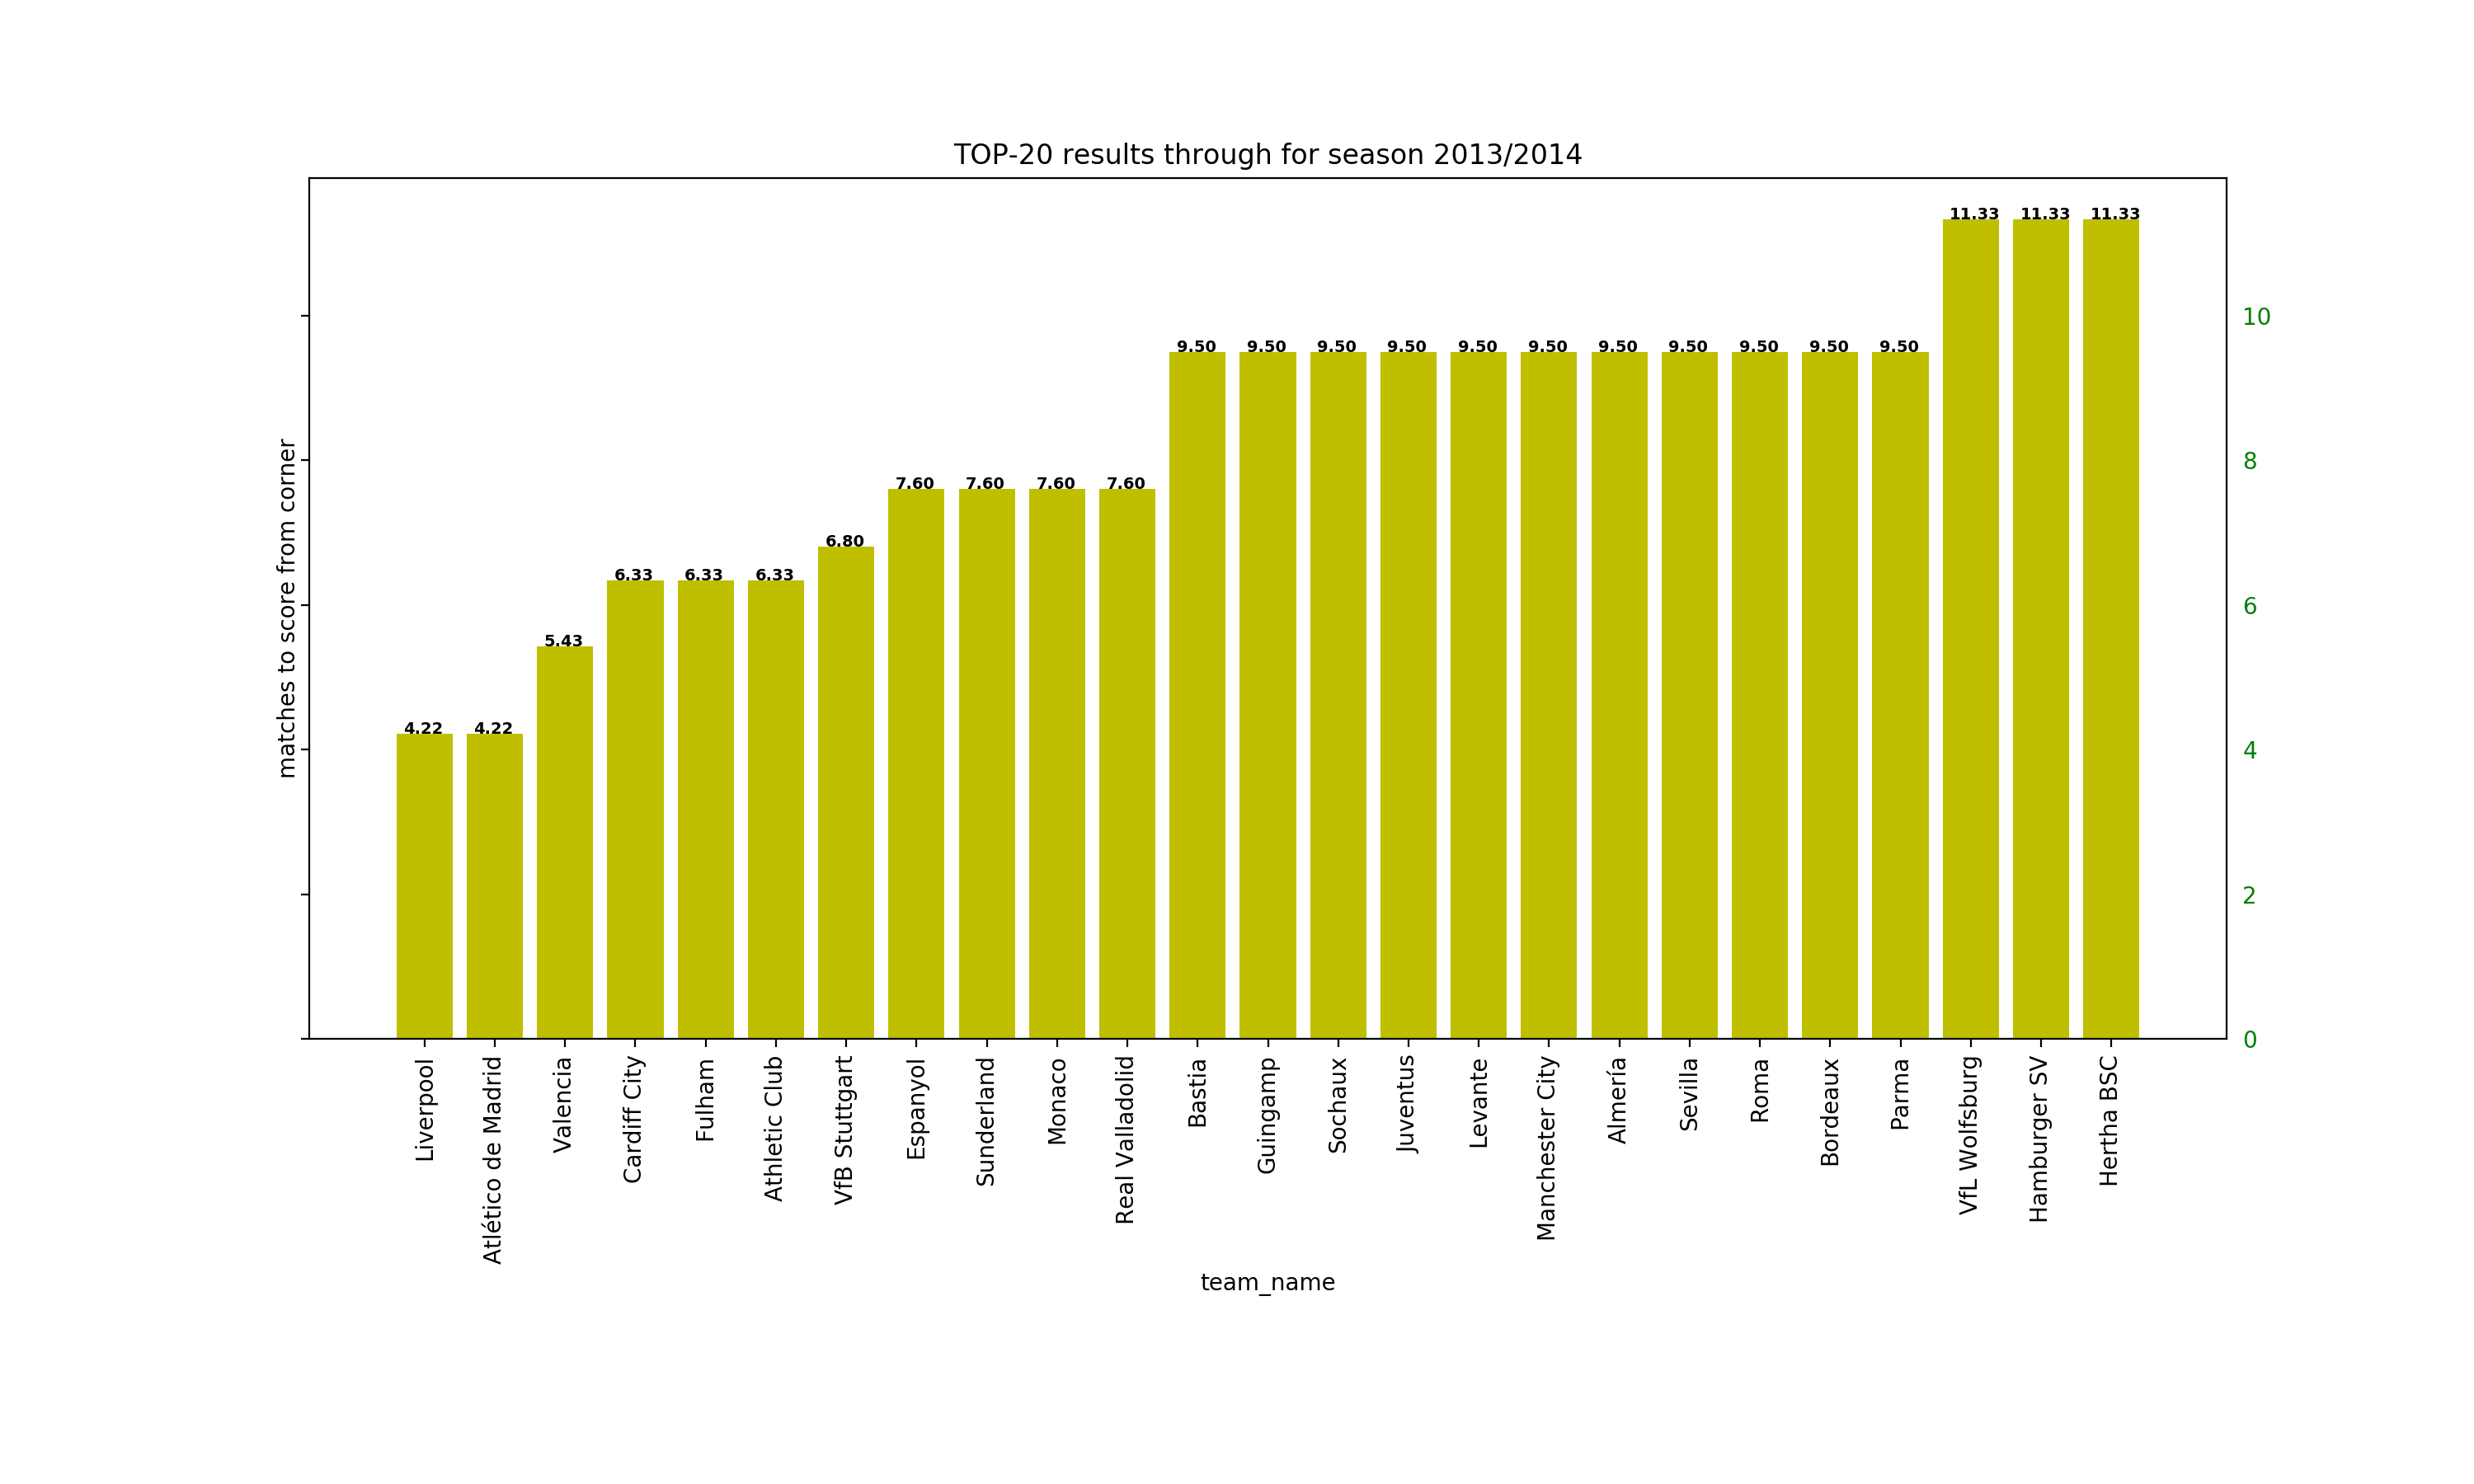 TOP-20 results through for season 2013/2014
matches to score from corner
4.22 4.22 5.43 6.33 6.33 6.33 6.80 7.60 7.60 7.60 7.60 9.50 9.50 9.50 9.50 9.50 9.50 9.50 9.50 9.50 9.50 9.50 11.33 11.33 11.33
10
8
6
4
2
0
Liverpool
Atlético de Madrid
Valencia
Cardiff City
Fulham
Athletic Club
VfB Stuttgart
Espanyol
Sunderland
Monaco
Real Valladolid
Bastia
Guingamp
Sochaux
Juventus
Levante
Manchester City
Almería
Sevilla
Roma
Bordeaux
Parma
VfL Wolfsburg
Hamburger SV
Hertha BSC
team_name